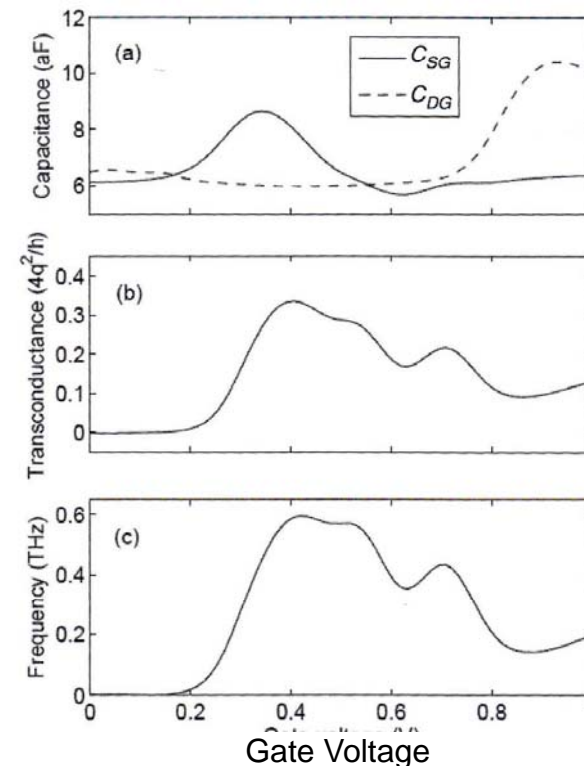 12
(a)
10
8
6
Capacitance (aF)
C_SG
C_DG
0.4
(b)
0.3
0.2
0.1
0
Transconductance (4q²/h)
0.6
(c)
0.4
0.2
0
Frequency (THz)
0 0.2 0.4 0.6 0.8
Gate Voltage